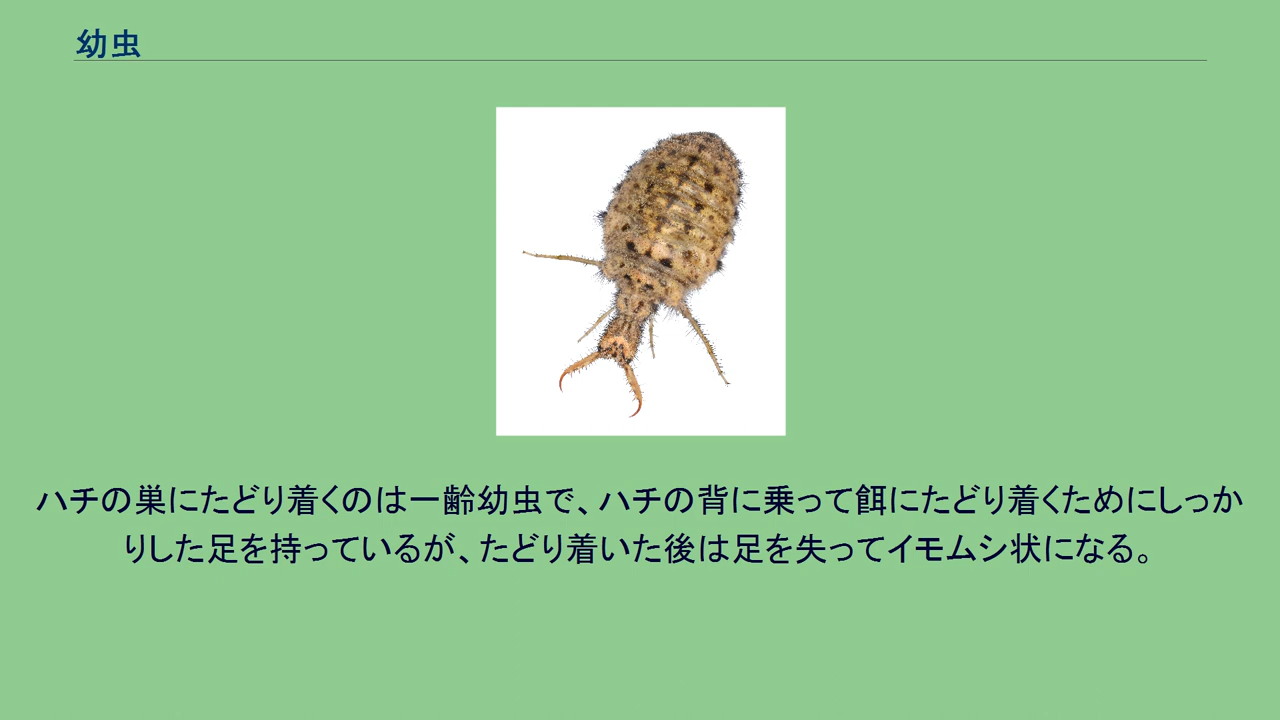 幼虫
ハチの巣にたどり着くのは一齢幼虫で、ハチの背に乗って餌にたどり着くためにしっか
りした足を持っているが、たどり着いた後は足を失ってイモムシ状になる。